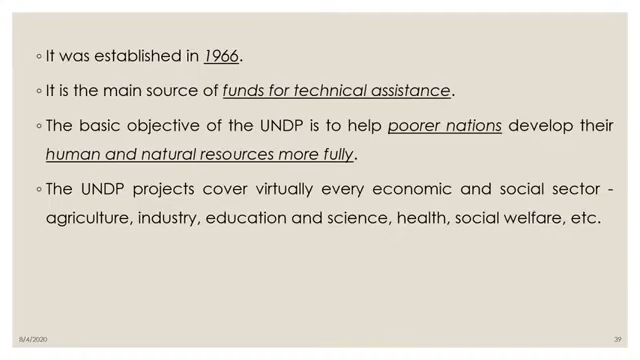 ◦ It was established in 1966.
◦ It is the main source of funds for technical assistance.
◦ The basic objective of the UNDP is to help poorer nations develop their
human and natural resources more fully.
◦ The UNDP projects cover virtually every economic and social sector -
agriculture, industry, education and science, health, social welfare, etc.
8/4/2020
39